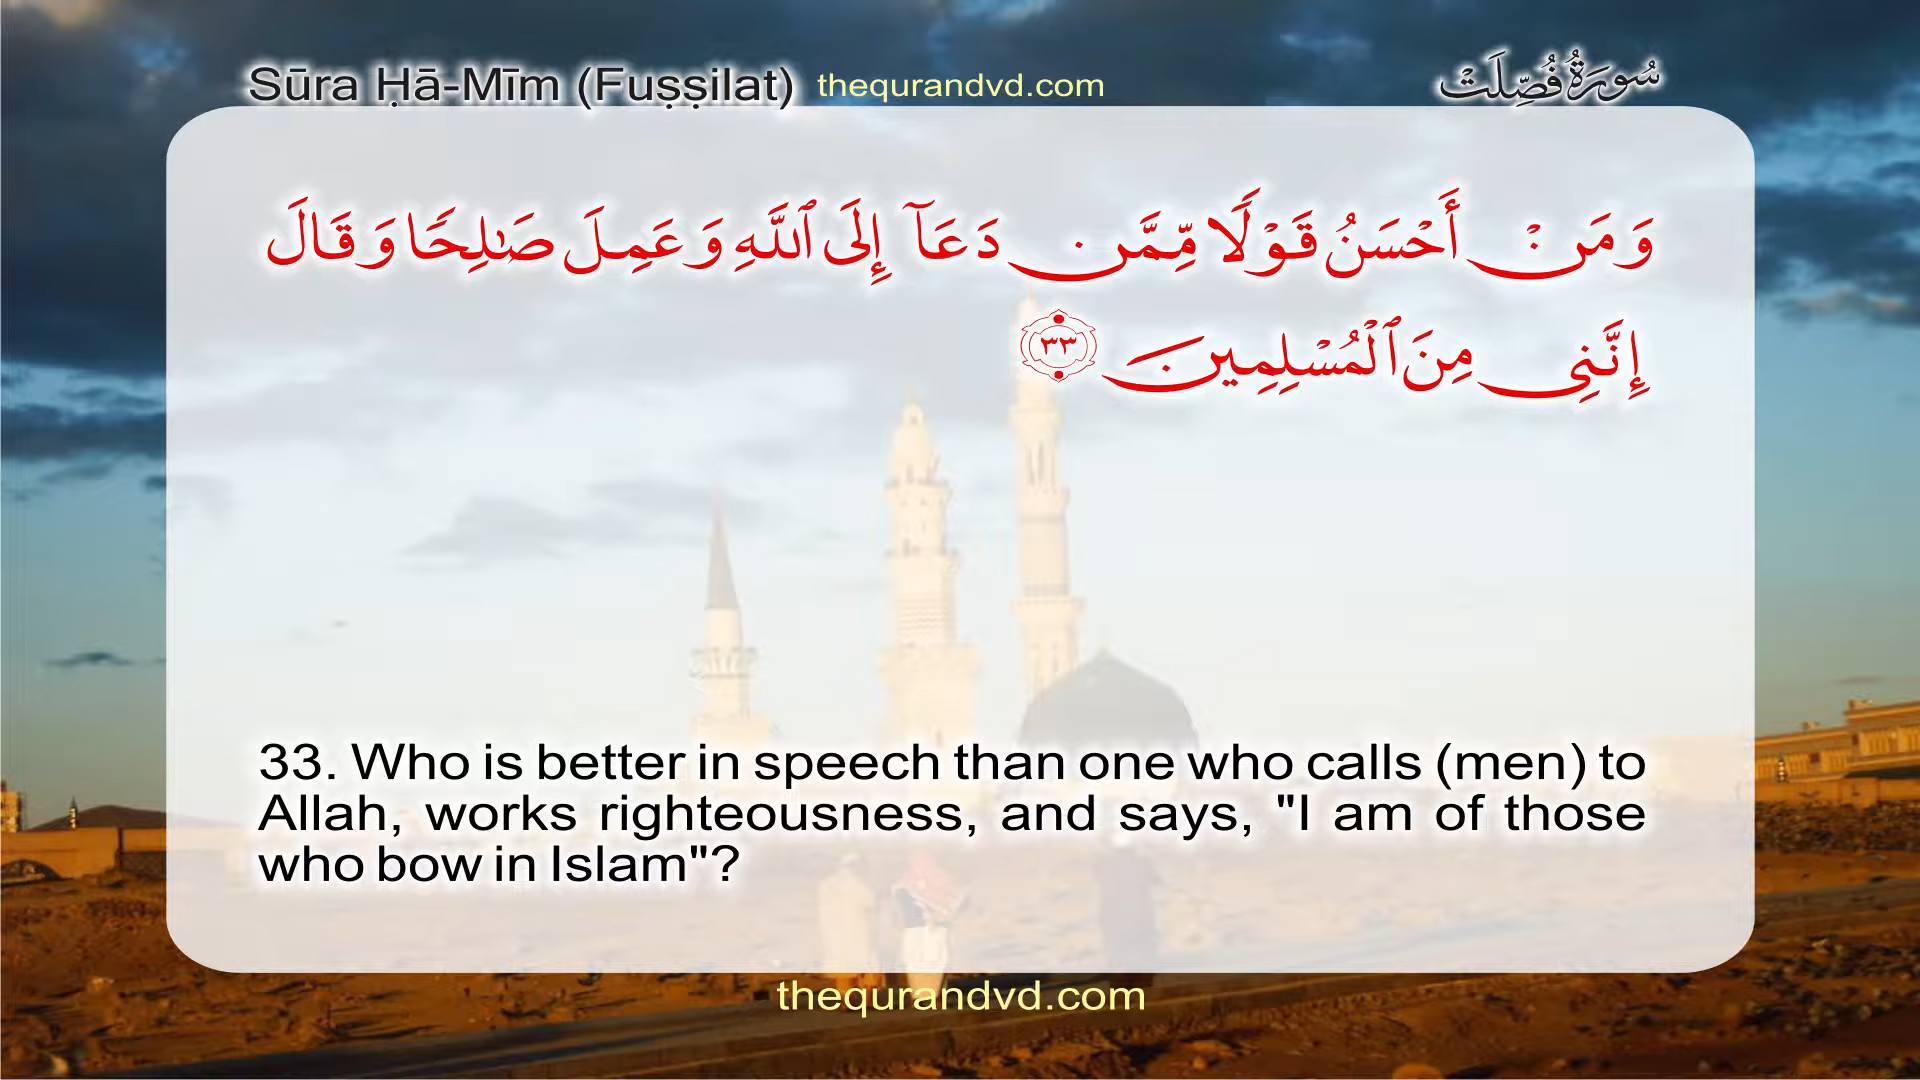 Sūra Ḥā-Mīm (Fuṣṣilat) thequrandvd.com سُورَةُ فُصِّلَتْ
وَمَنْ أَحْسَنُ قَوْلًا مِّمَّن دَعَآ إِلَى ٱللَّهِ وَعَمِلَ صَـٰلِحًا وَقَالَ
إِنَّنِى مِنَ ٱلْمُسْلِمِينَ ٣٣
33. Who is better in speech than one who calls (men) to
Allah, works righteousness, and says, "I am of those
who bow in Islam"?
thequrandvd.com